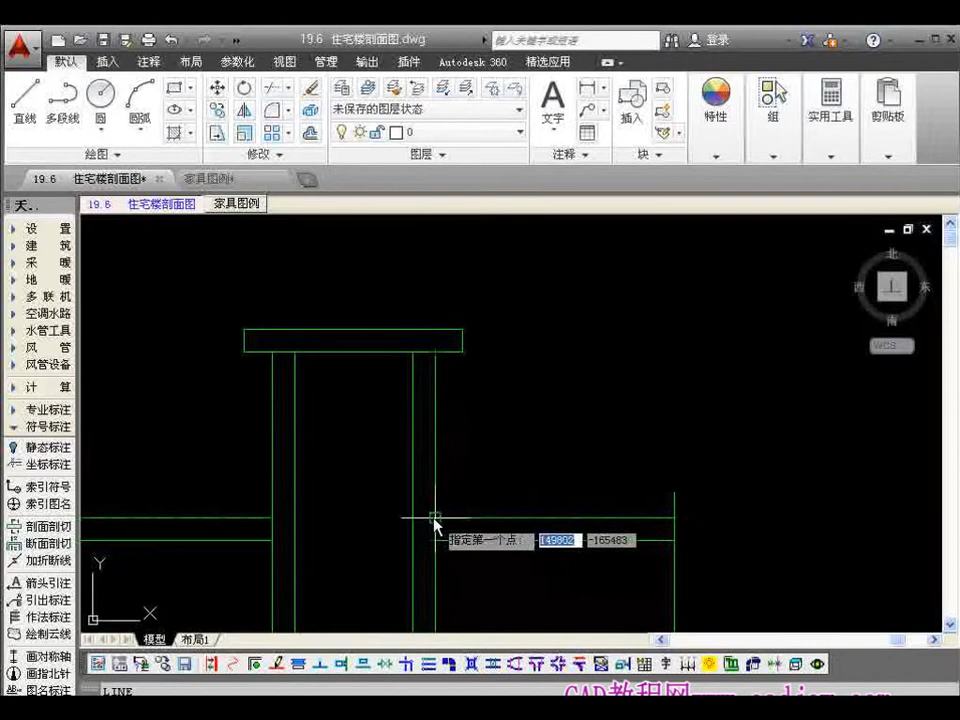 19.6 住宅楼剖面图.dwg
键入关键字或短语
登录
默认 插入 注释 布局 参数化 视图 管理 输出 插件 Autodesk 360 精选应用
直线 多段线 圆 圆弧
未保存的图层状态
0
文字 插入 特性 组 实用工具 剪贴板
绘图 修改 图层 注释 块
19.6 住宅楼剖面图* 家具图例*
天..
19.6 住宅楼剖面图 家具图例
设 置
建 筑
采 暖
地 暖
多 联 机
空调水路
水管工具
风 管
风管设备
计 算
专业标注
符号标注
静态标注
坐标标注
索引符号
索引图名
剖面剖切
断面剖切
加折断线
箭头引注
引出标注
作法标注
绘制云线
画对称轴
画指北针
图名标注
北
西 上 东
南
WCS
指定第一个点: 149802 -165483
Y
X
模型 布局1
LINE